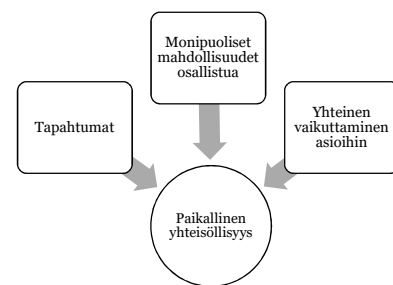 Monipuoliset
mahdollisuudet
osallistua
Tapahtumat
Yhteinen
vaikuttaminen
asioihin
Paikallinen
yhteisöllisyys